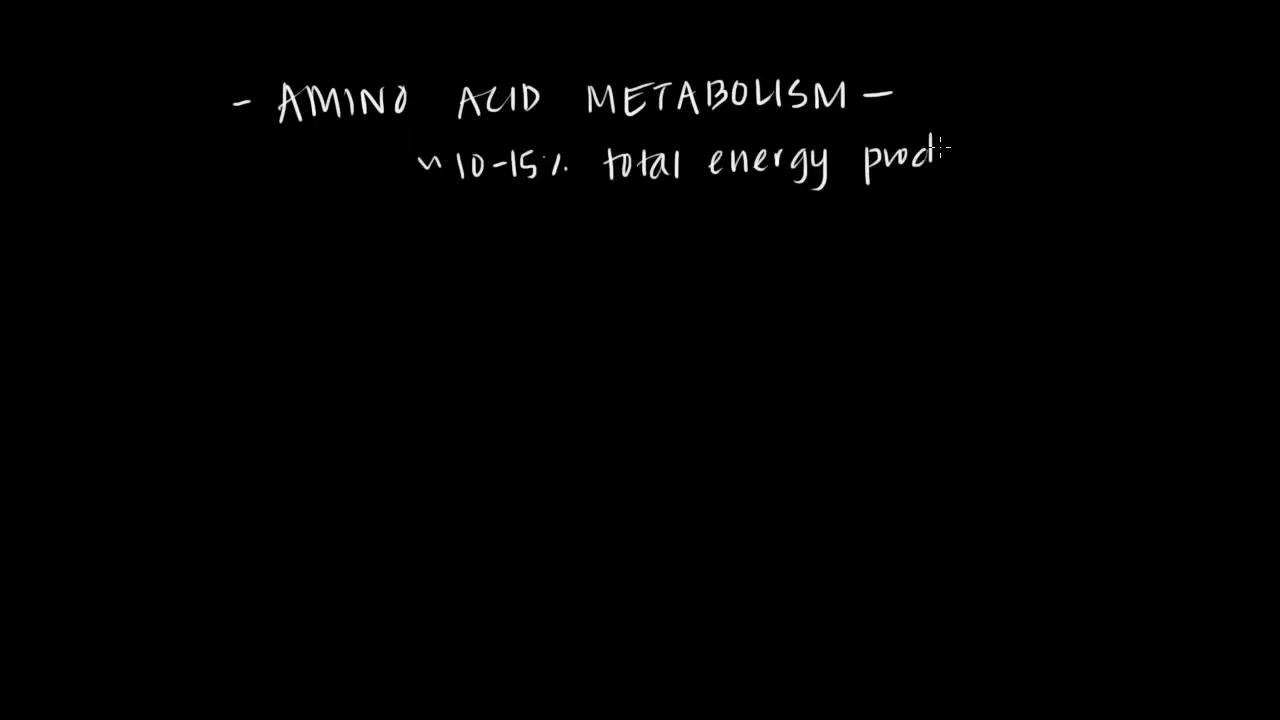 - AMINO ACID METABOLISM -
~ 10-15% total energy prod